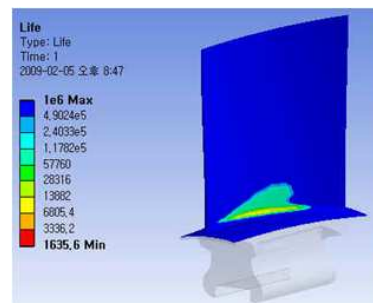 Life
Type: Life
Time: 1
2009-02-05 오후 8:47
1e6 Max
4,9024e5
2,4033e5
1,1782e5
57760
28316
13882
6805,4
3336,2
1635,6 Min